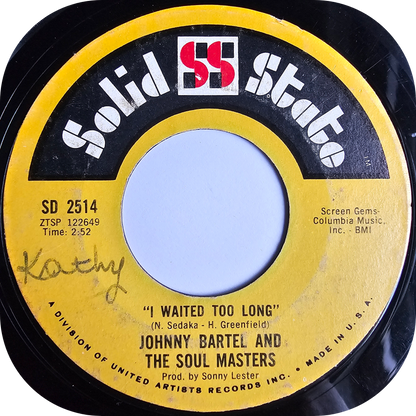 Solid SS State
TM
SD 2514
ZTSP 122649
Time: 2:52
Screen Gems-
Columbia Music,
Inc. - BMI
Kathy
"I WAITED TOO LONG"
(N. Sedaka - H. Greenfield)
JOHNNY BARTEL AND
THE SOUL MASTERS
Prod. by Sonny Lester
A DIVISION OF UNITED ARTISTS RECORDS INC. • MADE IN U.S.A.